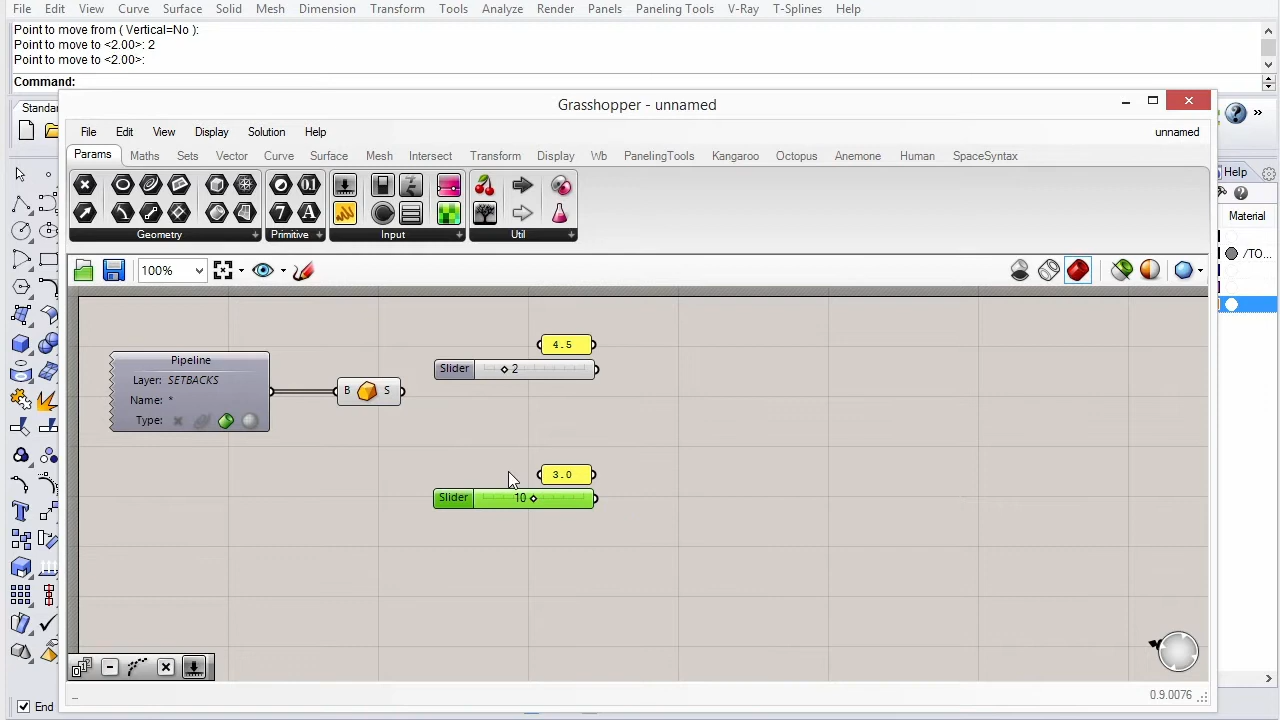 File Edit View Curve Surface Solid Mesh Dimension Transform Tools Analyze Render Panels Paneling Tools V-Ray T-Splines Help
Point to move from ( Vertical=No ):
Point to move to <2.00>: 2
Point to move to <2.00>:
Command:
Standa
Grasshopper - unnamed
File Edit View Display Solution Help
unnamed
Params Maths Sets Vector Curve Surface Mesh Intersect Transform Display Wb PanelingTools Kangaroo Octopus Anemone Human SpaceSyntax
Help
Material
/TO...
Geometry Primitive Input Util
100%
4.5
Slider 2
Pipeline
Layer: SETBACKS
Name: *
Type:
B S
3.0
Slider 10
0.9.0076
End